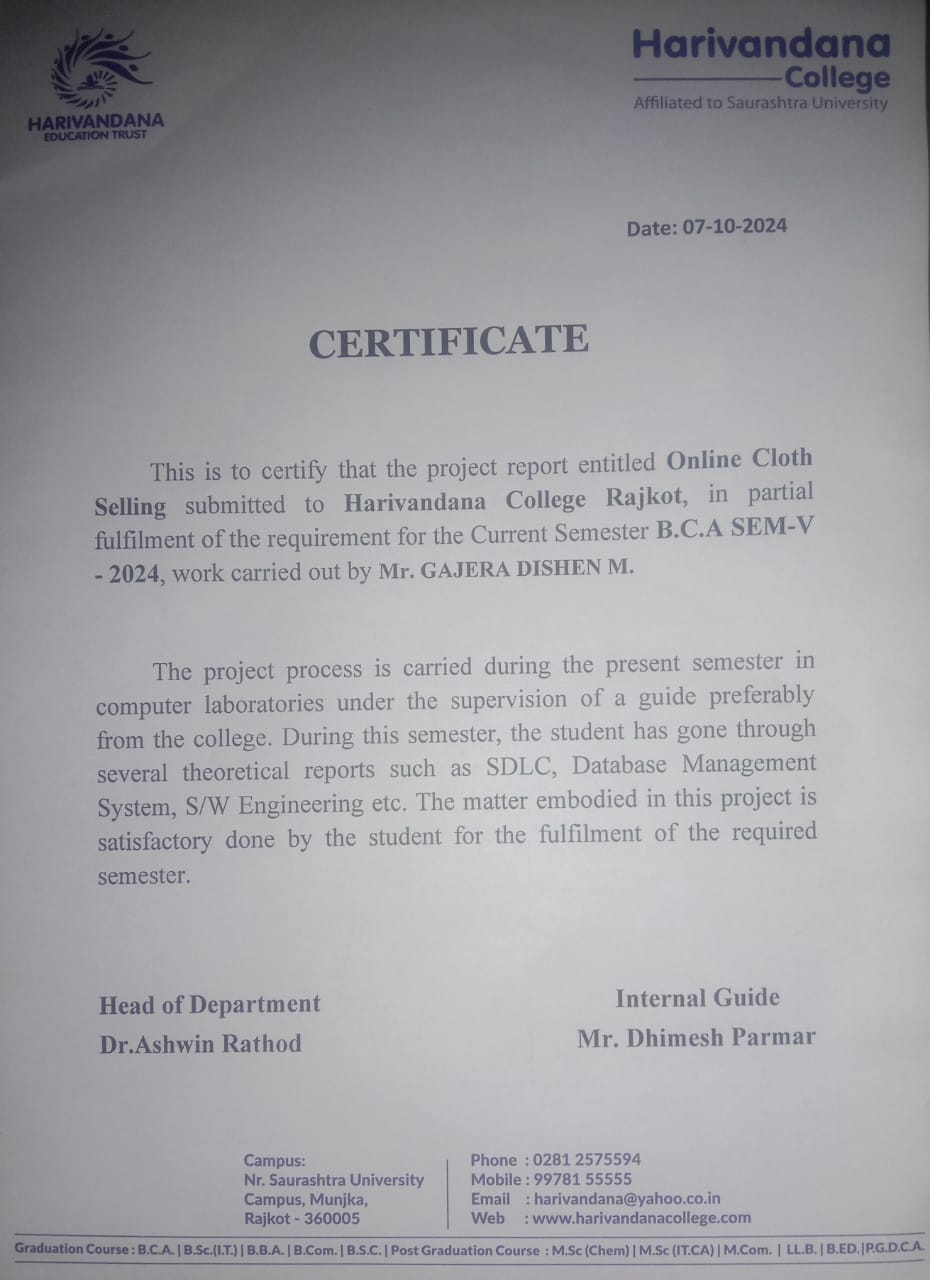 HARIVANDANA
EDUCATION TRUST
Harivandana
College
Affiliated to Saurashtra University
Date: 07-10-2024
CERTIFICATE
This is to certify that the project report entitled Online Cloth
Selling submitted to Harivandana College Rajkot, in partial
fulfilment of the requirement for the Current Semester B.C.A SEM-V
- 2024, work carried out by Mr. GAJERA DISHEN M.
The project process is carried during the present semester in
computer laboratories under the supervision of a guide preferably
from the college. During this semester, the student has gone through
several theoretical reports such as SDLC, Database Management
System, S/W Engineering etc. The matter embodied in this project is
satisfactory done by the student for the fulfilment of the required
semester.
Head of Department
Dr.Ashwin Rathod
Internal Guide
Mr. Dhimesh Parmar
Campus:
Nr. Saurashtra University
Campus, Munjka,
Rajkot - 360005
Phone : 0281 2575594
Mobile : 99781 55555
Email : harivandana@yahoo.co.in
Web : www.harivandanacollege.com
Graduation Course : B.C.A. | B.Sc.(I.T.) | B.B.A. | B.Com. | B.S.C. | Post Graduation Course : M.Sc (Chem) | M.Sc (IT.CA) | M.Com. | LL.B. | B.ED. |P.G.D.C.A.